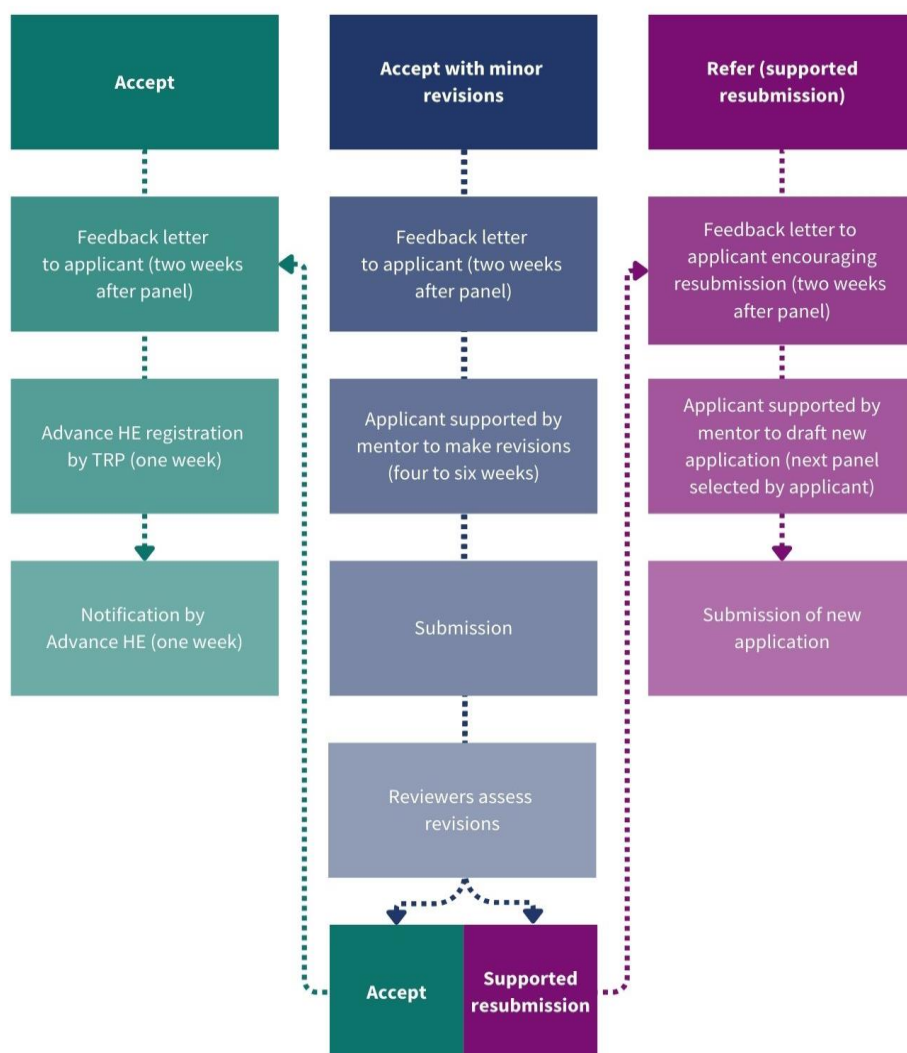 Accept
Feedback letter
to applicant (two weeks
after panel)
Advance HE registration
by TRP (one week)
Notification by
Advance HE (one week)
Accept with minor
revisions
Feedback letter
to applicant (two weeks
after panel)
Applicant supported by
mentor to make revisions
(four to six weeks)
Submission
Reviewers assess
revisions
Accept
Supported
resubmission
Refer (supported
resubmission)
Feedback letter to
applicant encouraging
resubmission (two weeks
after panel)
Applicant supported by
mentor to draft new
application (next panel
selected by applicant)
Submission of new
application